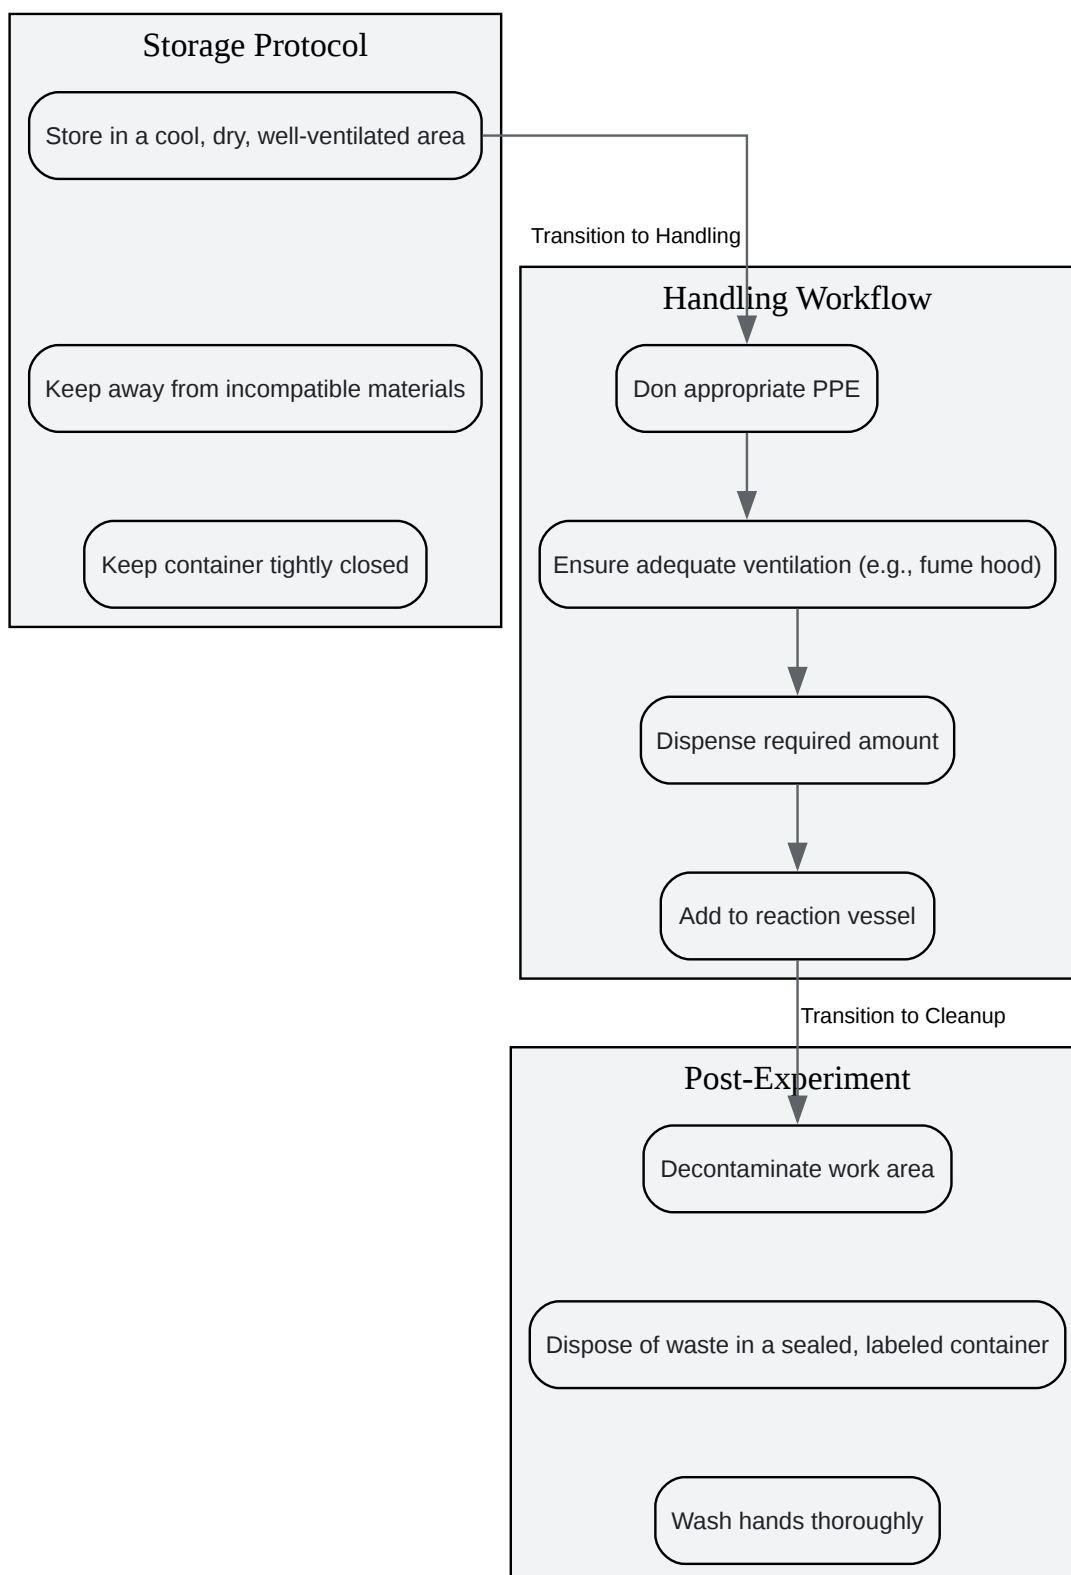 Storage Protocol
Store in a cool, dry, well-ventilated area
Keep away from incompatible materials
Keep container tightly closed
Transition to Handling
Handling Workflow
Don appropriate PPE
Ensure adequate ventilation (e.g., fume hood)
Dispense required amount
Add to reaction vessel
Transition to Cleanup
Post-Experiment
Decontaminate work area
Dispose of waste in a sealed, labeled container
Wash hands thoroughly